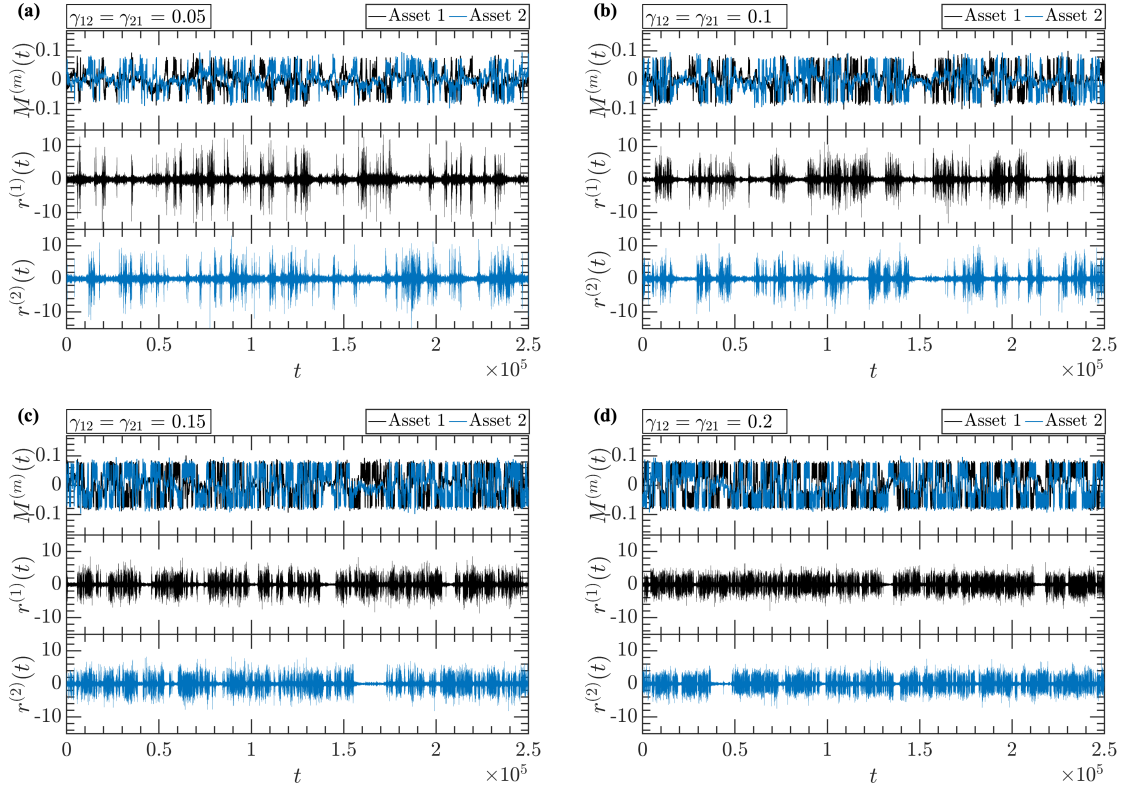 (a) γ12 = γ21 = 0.05 Asset 1 Asset 2
0.1
0
-0.1
M(m)(t)
10
0
-10
r(1)(t)
10
0
-10
r(2)(t)
0 0.5 1 1.5 2 2.5
t ×10^5
(b) γ12 = γ21 = 0.1 Asset 1 Asset 2
0.1
0
-0.1
M(m)(t)
10
0
-10
r(1)(t)
10
0
-10
r(2)(t)
0 0.5 1 1.5 2 2.5
t ×10^5
(c) γ12 = γ21 = 0.15 Asset 1 Asset 2
0.1
0
-0.1
M(m)(t)
10
0
-10
r(1)(t)
10
0
-10
r(2)(t)
0 0.5 1 1.5 2 2.5
t ×10^5
(d) γ12 = γ21 = 0.2 Asset 1 Asset 2
0.1
0
-0.1
M(m)(t)
10
0
-10
r(1)(t)
10
0
-10
r(2)(t)
0 0.5 1 1.5 2 2.5
t ×10^5